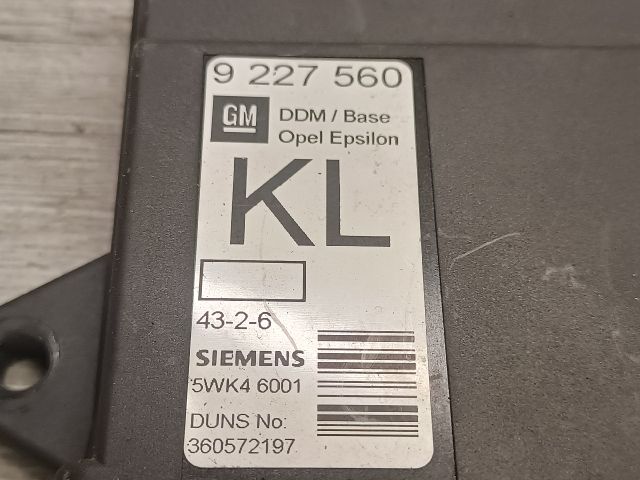 9 227 560
GM
DDM / Base
Opel Epsilon
KL
43-2-6
SIEMENS
5WK4 6001
DUNS No:
360572197